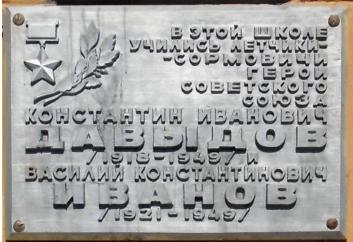 В ЭТОЙ ШКОЛЕ
УЧИЛИСЬ ЛЕТЧИКИ-
-СОРМОВИЧИ
ГЕРОИ
СОВЕТСКОГО
СОЮЗА
КОНСТАНТИН ИВАНОВИЧ
ДАВЫДОВ
/1918-1949/ И
ВАСИЛИЙ КОНСТАНТИНОВИЧ
ИВАНОВ
/1921-1949/